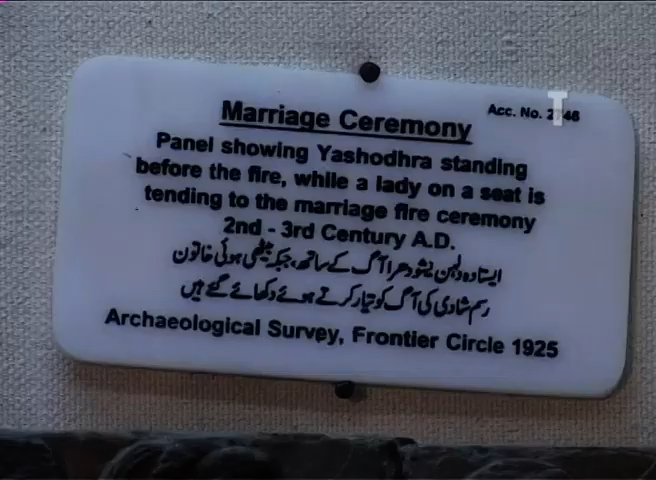 Acc. No. 2746
Marriage Ceremony
Panel showing Yashodhra standing
before the fire, while a lady on a seat is
tending to the marriage fire ceremony
2nd - 3rd Century A.D.
ایستادہ دلہن یشودھرا آگ کے ساتھ، جبکہ بیٹھی ہوئی خاتون
رسم شادی کی آگ کو تیار کرتے ہوئے دکھائے گئے ہیں
Archaeological Survey, Frontier Circle 1925